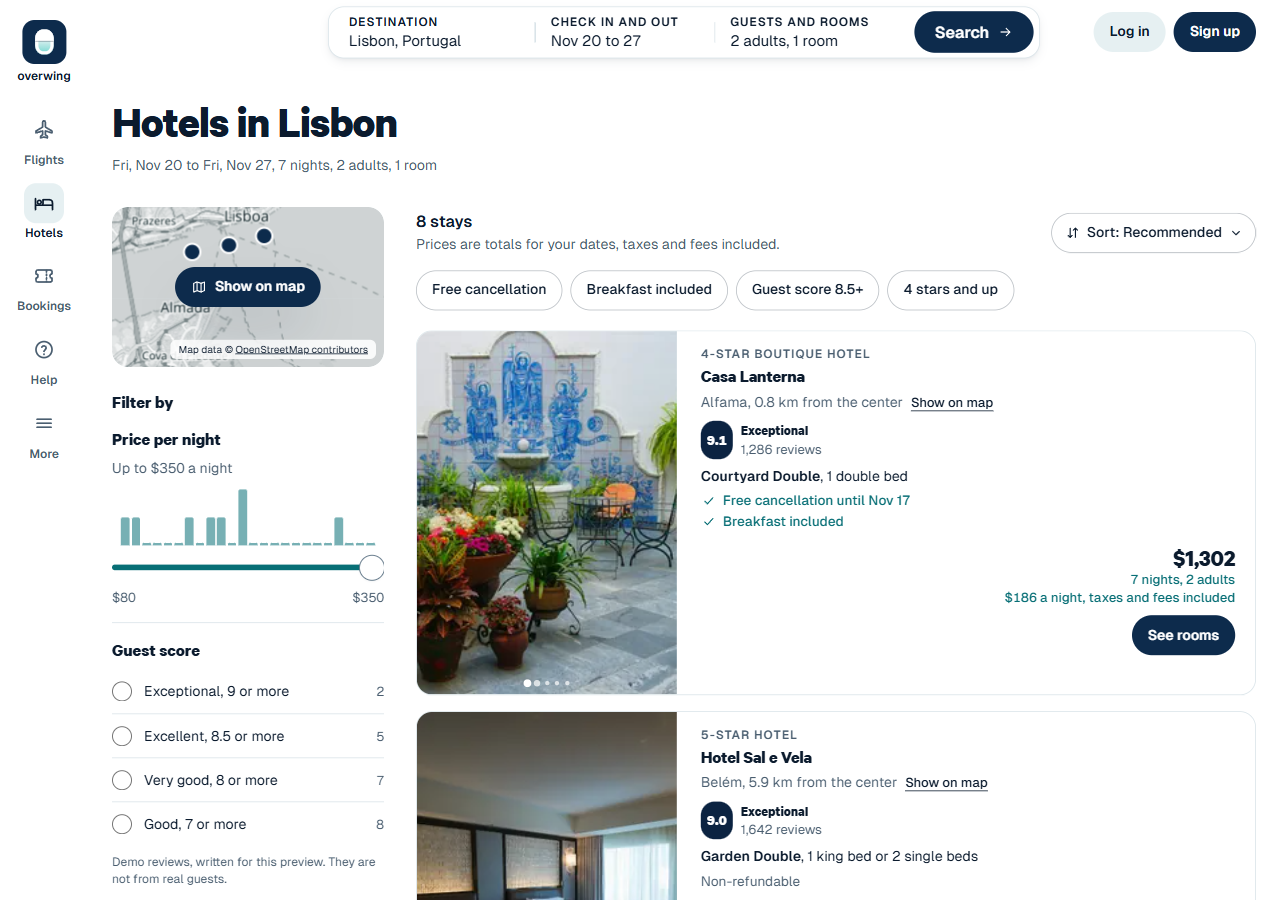 overwing
DESTINATION
Lisbon, Portugal
CHECK IN AND OUT
Nov 20 to 27
GUESTS AND ROOMS
2 adults, 1 room
Search
Log in
Sign up
Flights
Hotels
Bookings
Help
More
Hotels in Lisbon
Fri, Nov 20 to Fri, Nov 27, 7 nights, 2 adults, 1 room
Prazeres
Lisboa
Show on map
Almada
Cova
Map data © OpenStreetMap contributors
Filter by
Price per night
Up to $350 a night
$80
$350
Guest score
Exceptional, 9 or more 2
Excellent, 8.5 or more 5
Very good, 8 or more 7
Good, 7 or more 8
Demo reviews, written for this preview. They are
not from real guests.
8 stays
Prices are totals for your dates, taxes and fees included.
Sort: Recommended
Free cancellation
Breakfast included
Guest score 8.5+
4 stars and up
4-STAR BOUTIQUE HOTEL
Casa Lanterna
Alfama, 0.8 km from the center Show on map
9.1
Exceptional
1,286 reviews
Courtyard Double, 1 double bed
Free cancellation until Nov 17
Breakfast included
$1,302
7 nights, 2 adults
$186 a night, taxes and fees included
See rooms
5-STAR HOTEL
Hotel Sal e Vela
Belém, 5.9 km from the center Show on map
9.0
Exceptional
1,642 reviews
Garden Double, 1 king bed or 2 single beds
Non-refundable